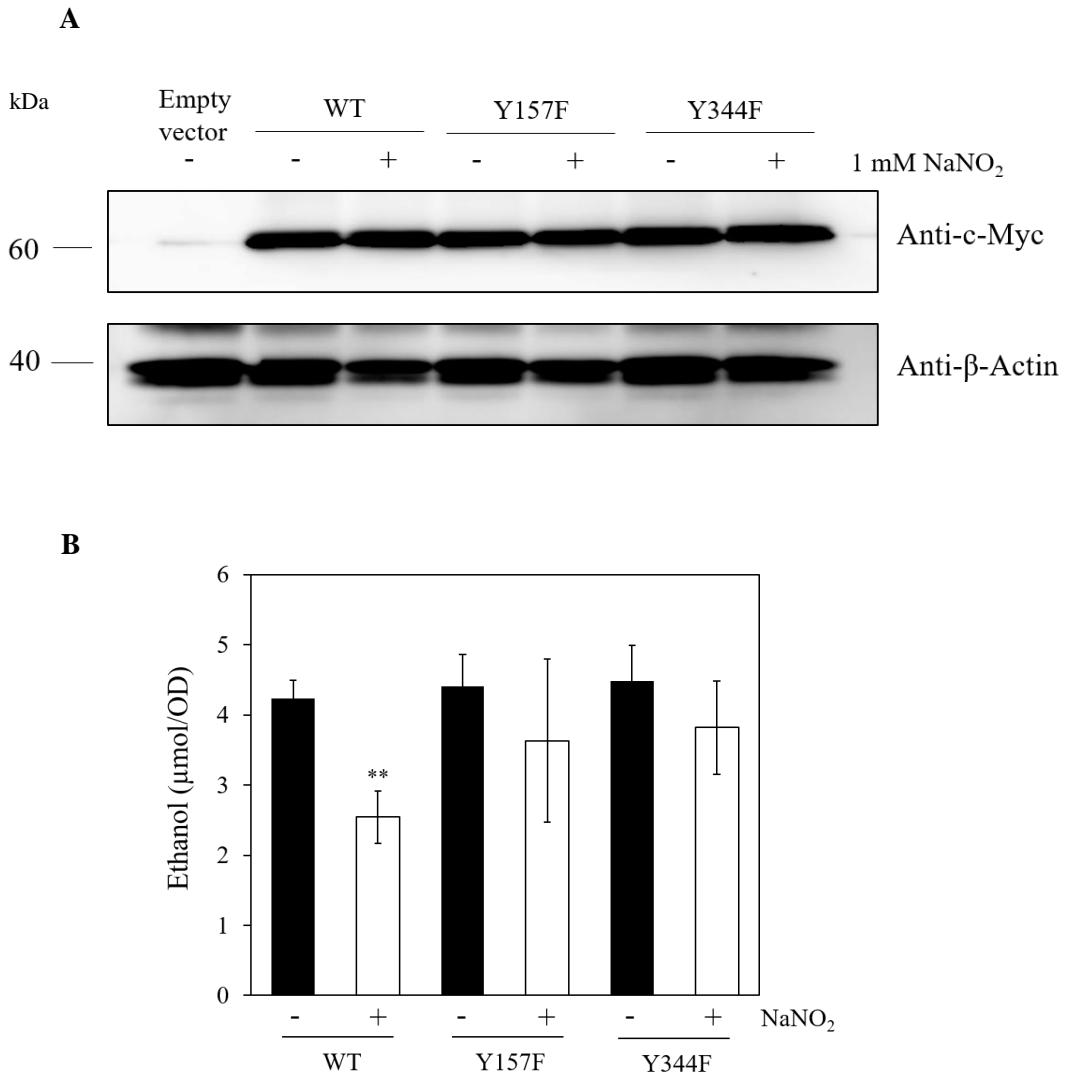 A
kDa
Empty
vector
WT
Y157F
Y344F
- - + - + - + 1 mM NaNO₂
60
Anti-c-Myc
40
Anti-β-Actin
B
6
5
4
3
2
1
0
Ethanol (μmol/OD)
**
- + - + - + NaNO₂
WT Y157F Y344F